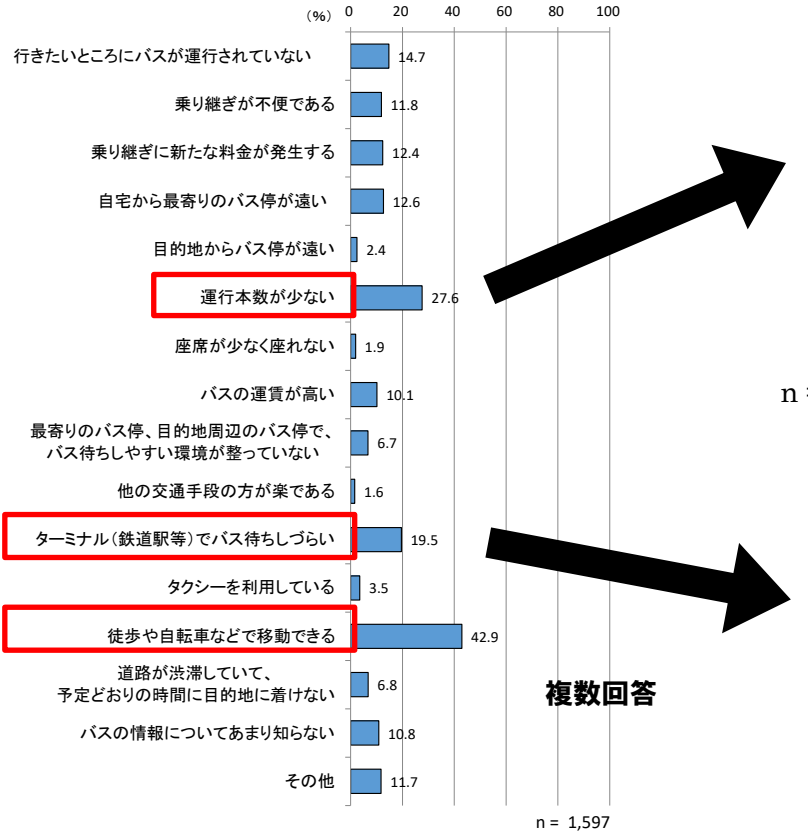 (%)
0 20 40 60 80 100
行きたいところにバスが運行されていない 14.7
乗り継ぎが不便である 11.8
乗り継ぎに新たな料金が発生する 12.4
自宅から最寄りのバス停が遠い 12.6
目的地からバス停が遠い 2.4
運行本数が少ない 27.6
座席が少なく座れない 1.9
バスの運賃が高い 10.1
n =
最寄りのバス停、目的地周辺のバス停で、
バス待ちしやすい環境が整っていない 6.7
他の交通手段の方が楽である 1.6
ターミナル(鉄道駅等)でバス待ちしづらい 19.5
タクシーを利用している 3.5
徒歩や自転車などで移動できる 42.9
道路が渋滞していて、
予定どおりの時間に目的地に着けない 6.8
複数回答
バスの情報についてあまり知らない 10.8
その他 11.7
n = 1,597